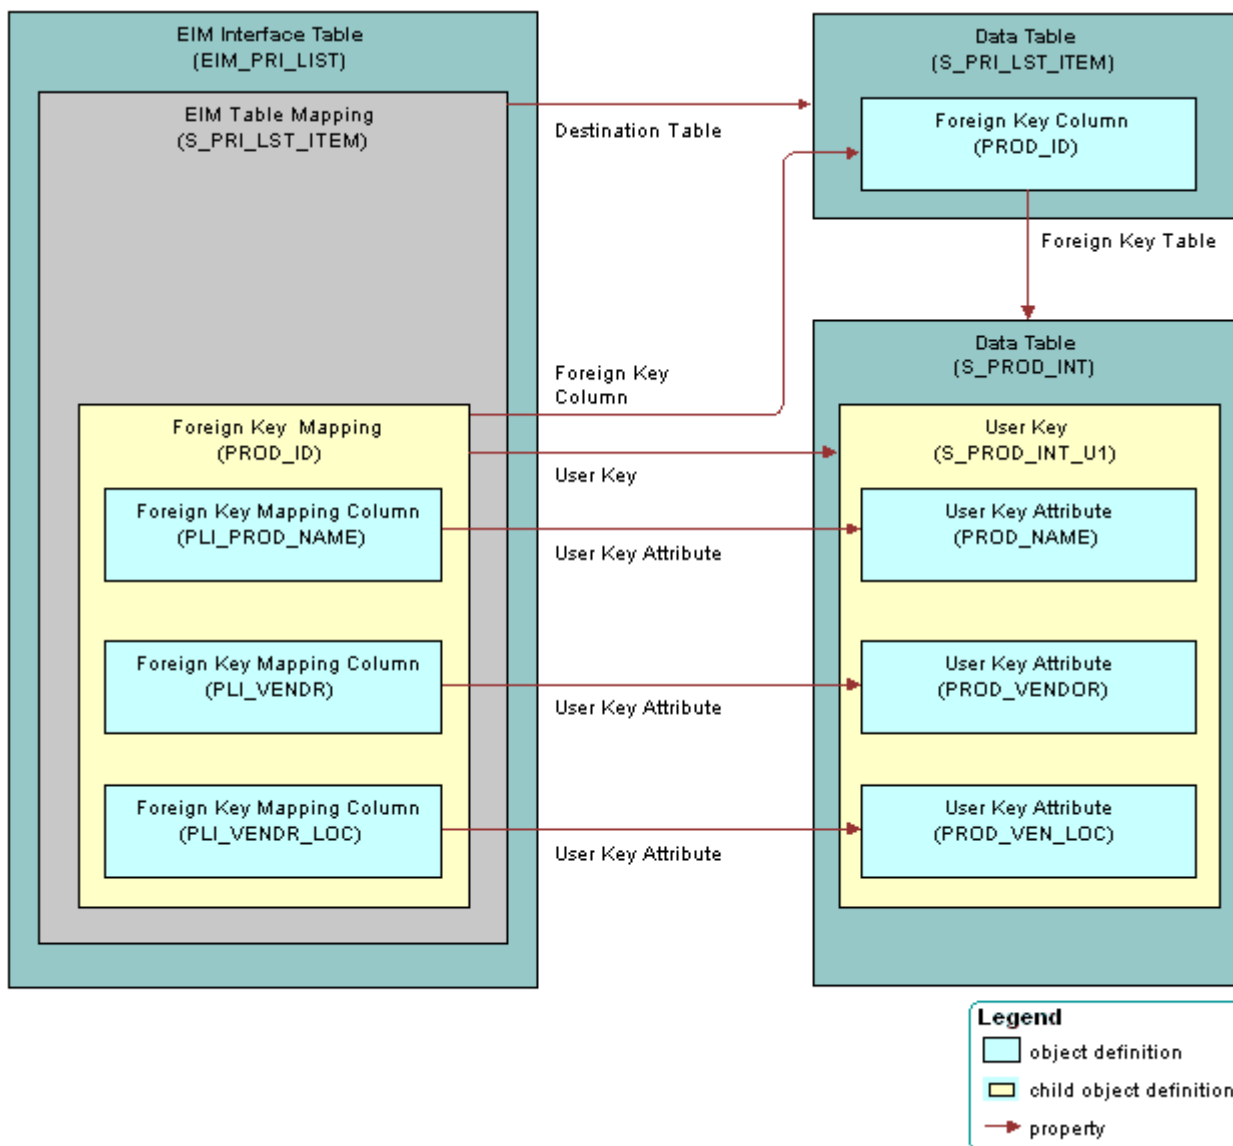 EIM Interface Table
(EIM_PRI_LIST)
EIM Table Mapping
(S_PRI_LST_ITEM)
Destination Table
Data Table
(S_PRI_LST_ITEM)
Foreign Key Column
(PROD_ID)
Foreign Key Table
Foreign Key
Column
Foreign Key  Mapping
(PROD_ID)
User Key
Foreign Key Mapping Column
(PLI_PROD_NAME)
User Key Attribute
Foreign Key Mapping Column
(PLI_VENDR)
User Key Attribute
Foreign Key Mapping Column
(PLI_VENDR_LOC)
User Key Attribute
Data Table
(S_PROD_INT)
User Key
(S_PROD_INT_U1)
User Key Attribute
(PROD_NAME)
User Key Attribute
(PROD_VENDOR)
User Key Attribute
(PROD_VEN_LOC)
Legend
object definition
child object definition
property